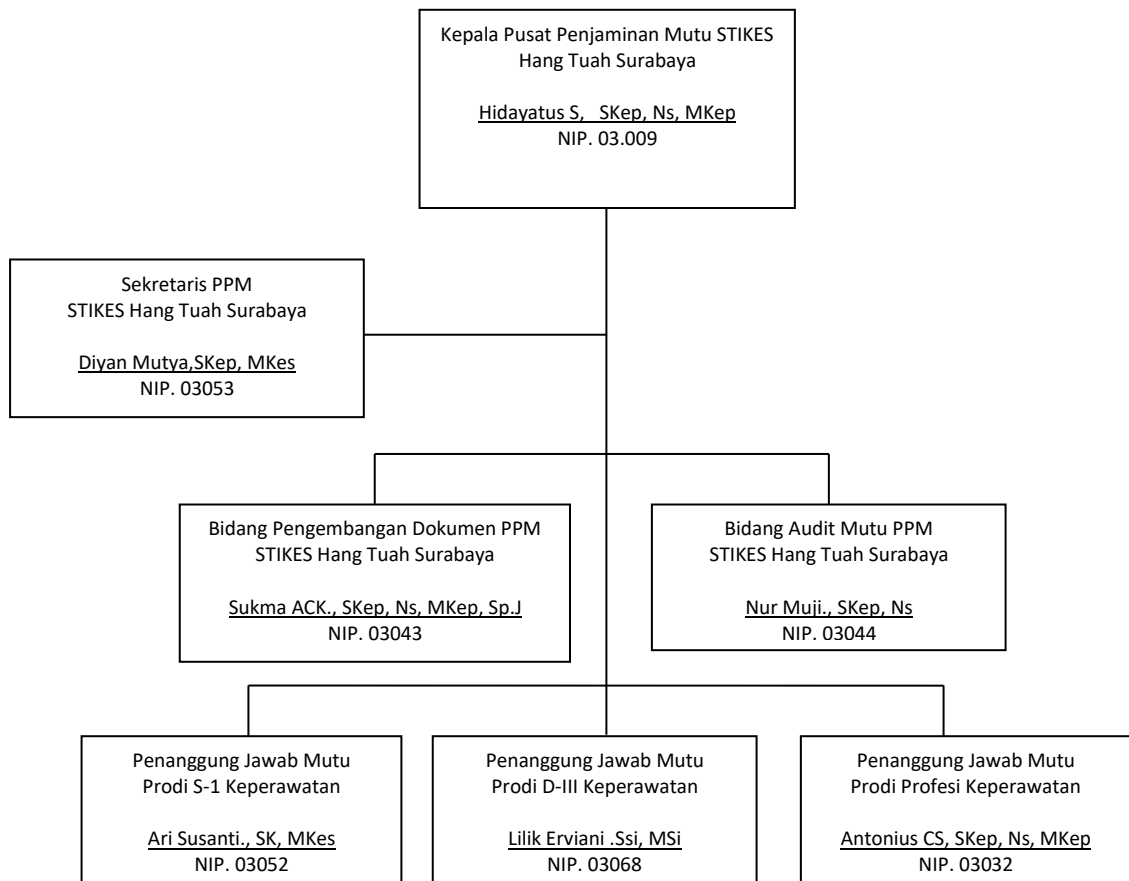 Kepala Pusat Penjaminan Mutu STIKES
Hang Tuah Surabaya
Hidayatus S, SKep, Ns, MKep
NIP. 03.009
Sekretaris PPM
STIKES Hang Tuah Surabaya
Diyan Mutya,SKep, MKes
NIP. 03053
Bidang Pengembangan Dokumen PPM
STIKES Hang Tuah Surabaya
Sukma ACK., SKep, Ns, MKep, Sp.J
NIP. 03043
Bidang Audit Mutu PPM
STIKES Hang Tuah Surabaya
Nur Muji., SKep, Ns
NIP. 03044
Penanggung Jawab Mutu
Prodi S-1 Keperawatan
Ari Susanti., SK, MKes
NIP. 03052
Penanggung Jawab Mutu
Prodi D-III Keperawatan
Lilik Erviani .Ssi, MSi
NIP. 03068
Penanggung Jawab Mutu
Prodi Profesi Keperawatan
Antonius CS, SKep, Ns, MKep
NIP. 03032